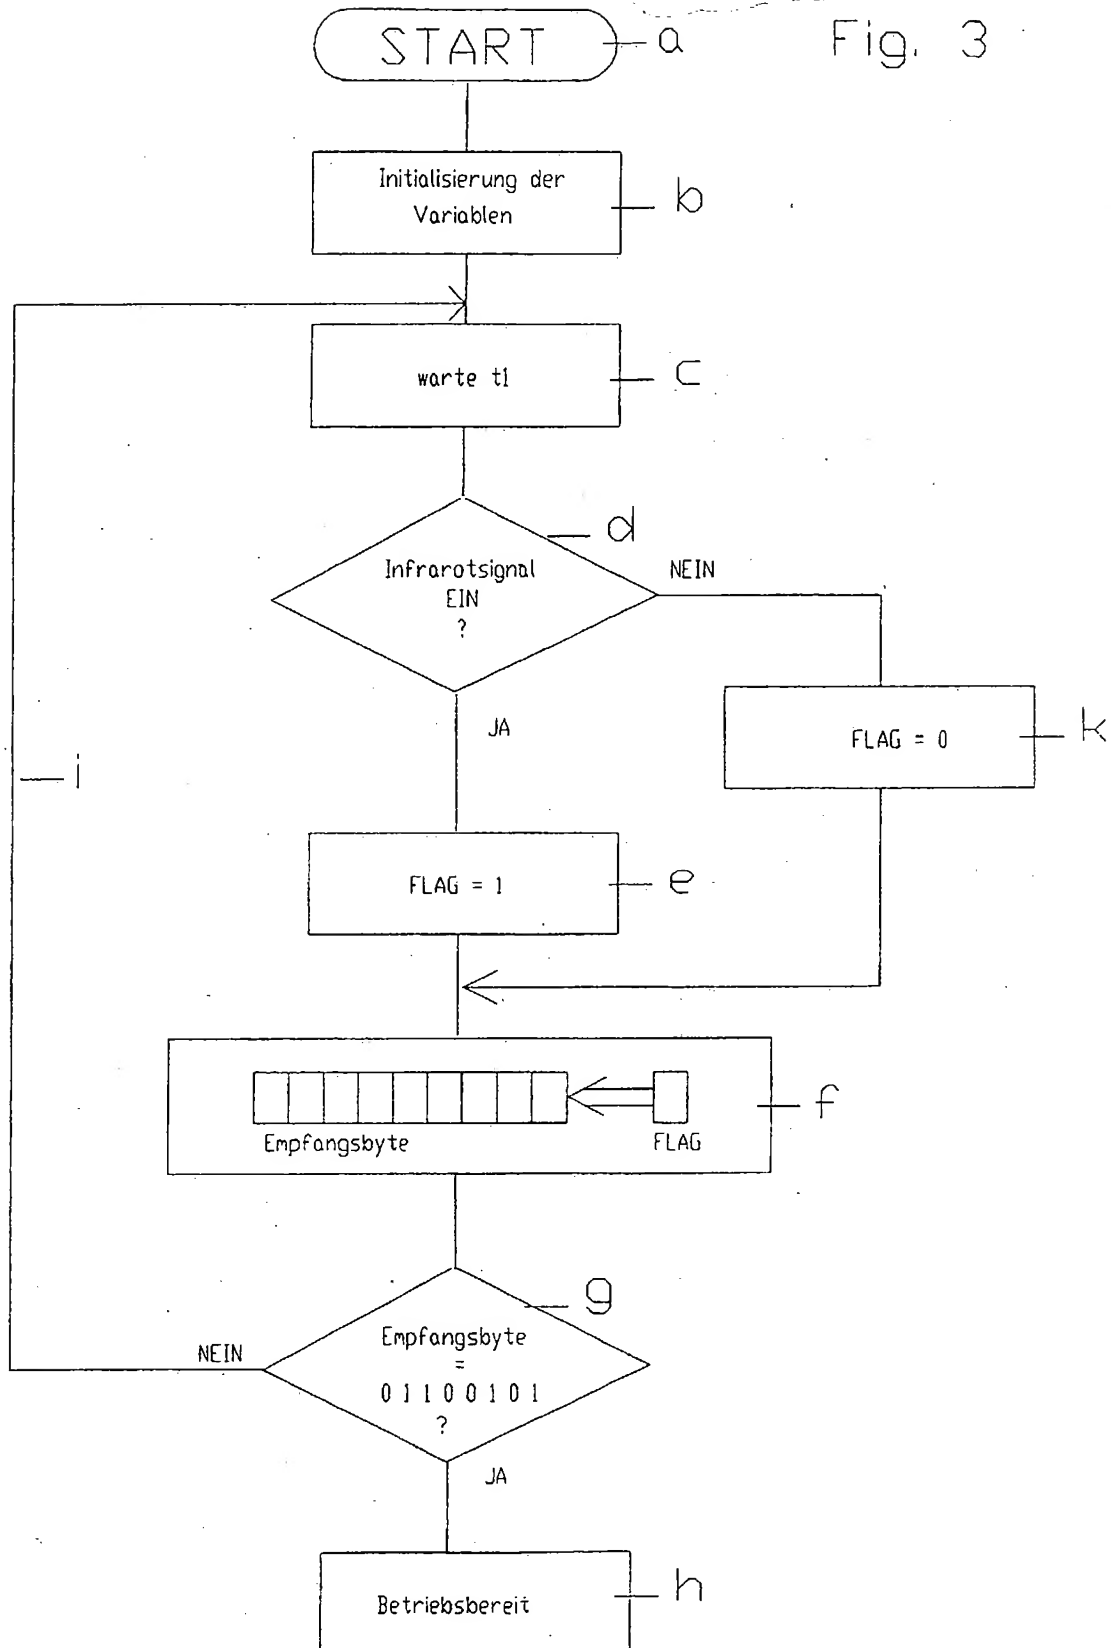 START
a
Fig. 3
Initialisierung der
Variablen
b
warte t1
c
d
Infrarotsignal
EIN
?
NEIN
JA
FLAG = 0
k
i
FLAG = 1
e
Empfangsbyte
FLAG
f
g
Empfangsbyte
=
0 1 1 0 0 1 0 1
?
NEIN
JA
Betriebsbereit
h